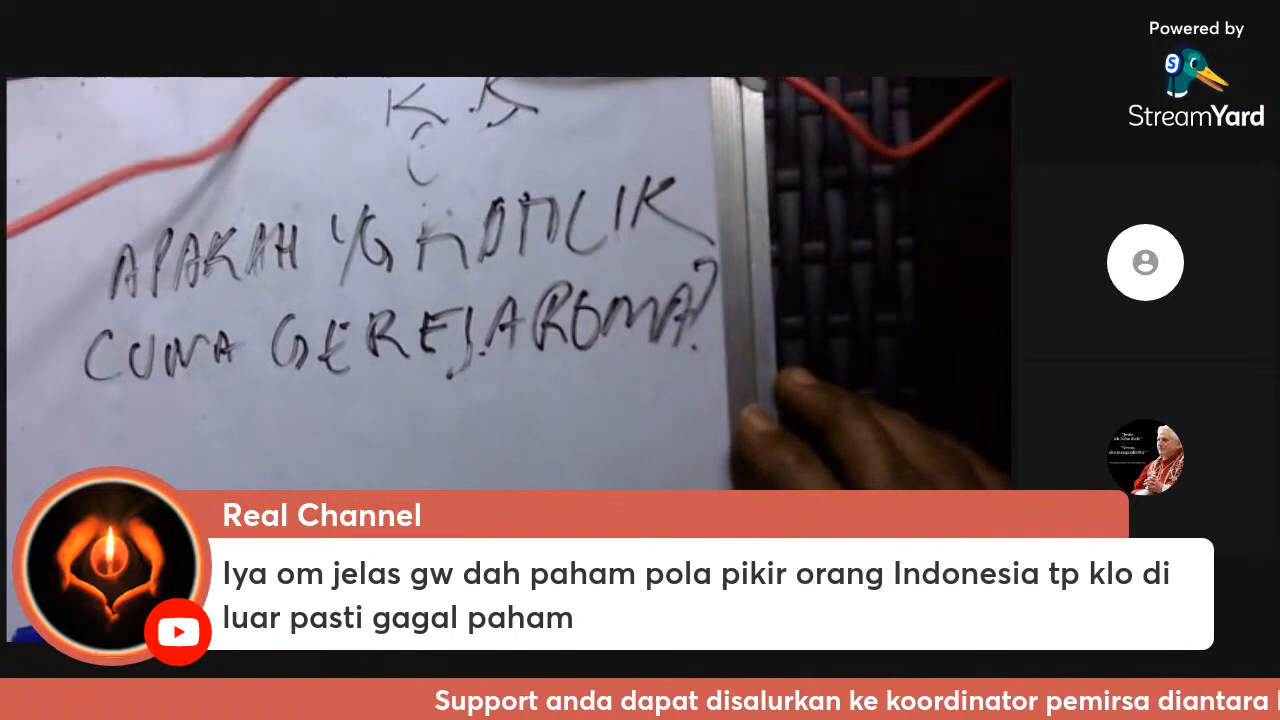 Powered by
StreamYard
K.K
C
APAKAH YG KATOLIK
CUMA GEREJA ROMA?
Real Channel
Iya om jelas gw dah paham pola pikir orang Indonesia tp klo di
luar pasti gagal paham
Support anda dapat disalurkan ke koordinator pemirsa diantara